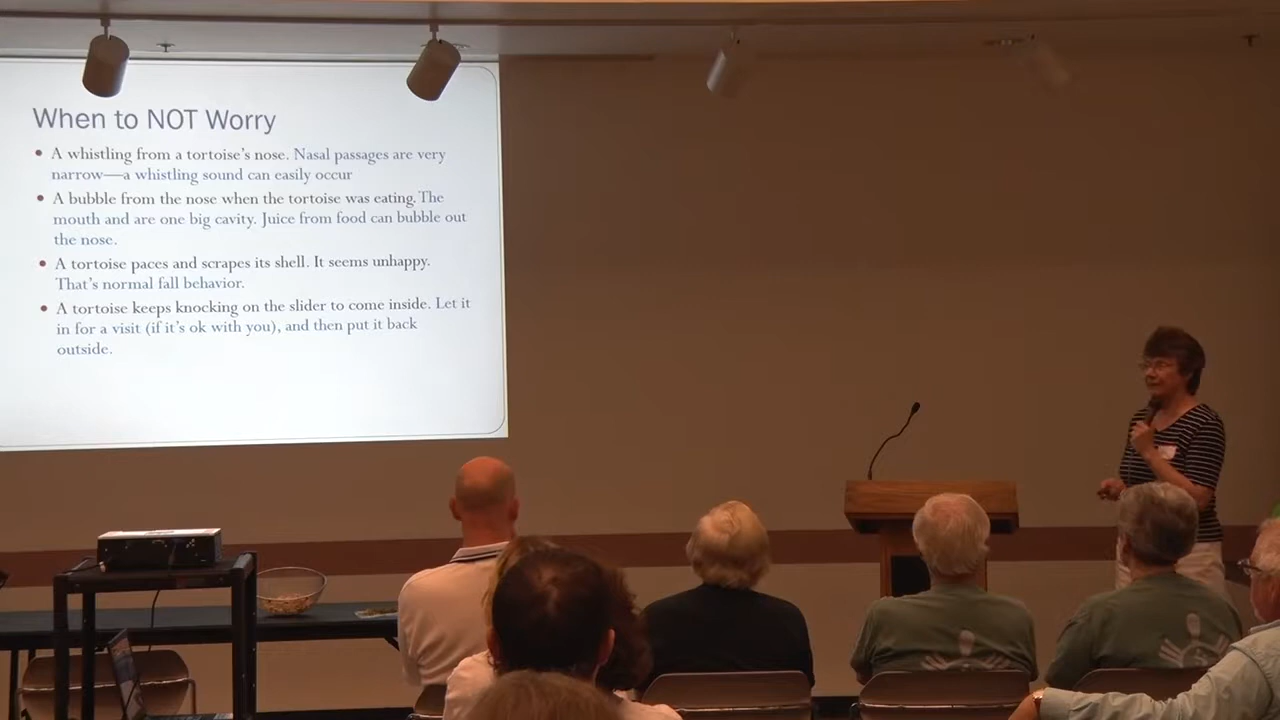 When to NOT Worry
• A whistling from a tortoise's nose. Nasal passages are very
narrow—a whistling sound can easily occur
• A bubble from the nose when the tortoise was eating. The
mouth and are one big cavity. Juice from food can bubble out
the nose.
• A tortoise paces and scrapes its shell. It seems unhappy.
That's normal fall behavior.
• A tortoise keeps knocking on the slider to come inside. Let it
in for a visit (if it's ok with you), and then put it back
outside.